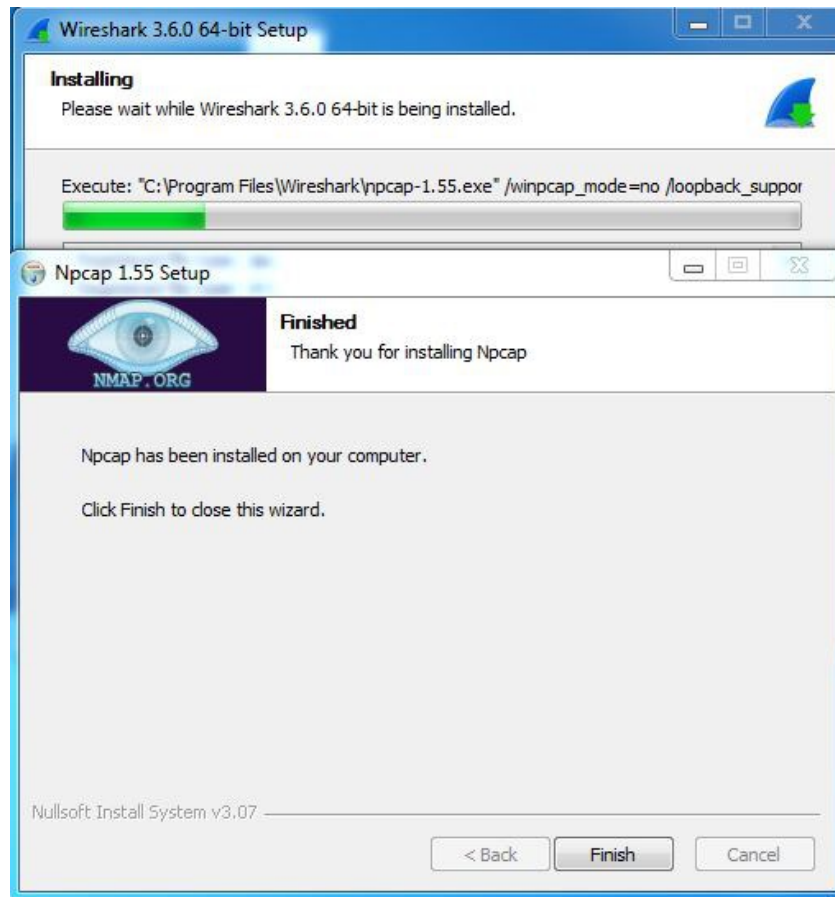 Wireshark 3.6.0 64-bit Setup
Installing
Please wait while Wireshark 3.6.0 64-bit is being installed.
Execute: "C:\Program Files\Wireshark\npcap-1.55.exe" /winpcap_mode=no /loopback_suppor
Npcap 1.55 Setup
NMAP.ORG
Finished
Thank you for installing Npcap
Npcap has been installed on your computer.
Click Finish to close this wizard.
Nullsoft Install System v3.07
< Back
Finish
Cancel